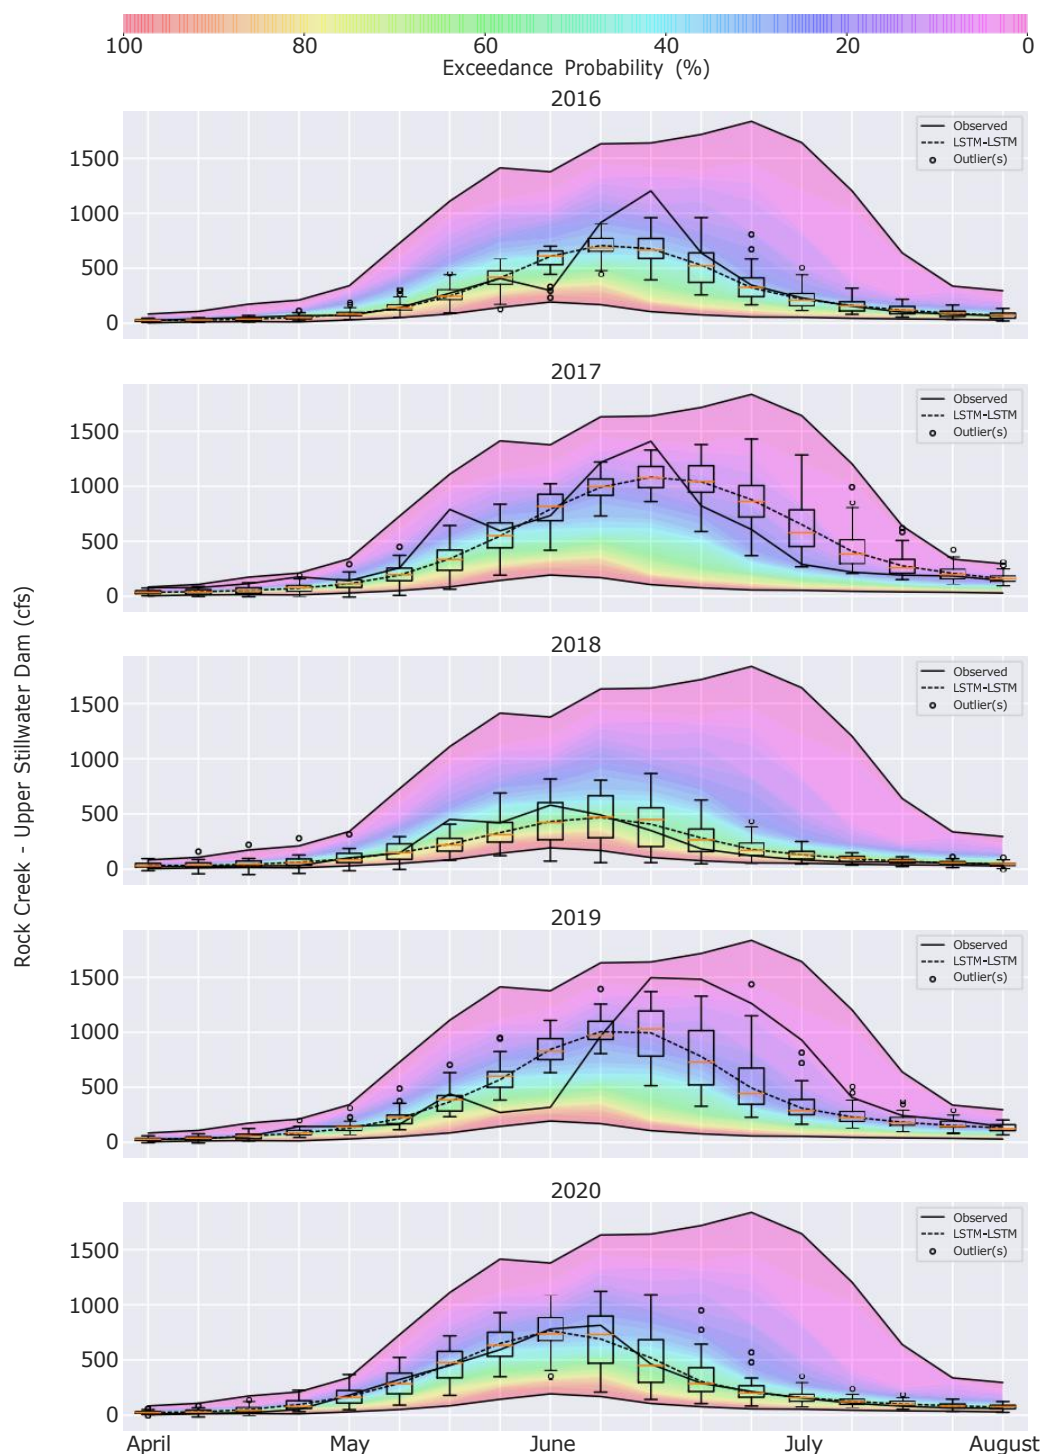 100 80 60 40 20 0
Exceedance Probability (%)
Rock Creek - Upper Stillwater Dam (cfs)
2016
1500
1000
500
0
Observed
LSTM-LSTM
Outlier(s)
2017
1500
1000
500
0
Observed
LSTM-LSTM
Outlier(s)
2018
1500
1000
500
0
Observed
LSTM-LSTM
Outlier(s)
2019
1500
1000
500
0
Observed
LSTM-LSTM
Outlier(s)
2020
1500
1000
500
0
Observed
LSTM-LSTM
Outlier(s)
April May June July August